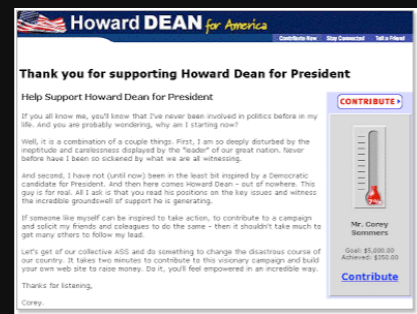 Howard DEAN for America
Contribute Now Stay Connected Tell a Friend
Thank you for supporting Howard Dean for President
Help Support Howard Dean for President
If you all know me, you'll know that I've never been involved in politics before in my
life. And you are probably wondering, why am I starting now?
Well, it is a combination of a couple things. First, I am so deeply disturbed by the
ineptitude and carelessness displayed by the "leader" of our great nation. Never
before have I been so sickened by what we are all witnessing.
And second, I have not (until now) been in the least bit inspired by a Democratic
candidate for President. And then here comes Howard Dean - out of nowhere. This
guy is for real. All I ask is that you read his positions on the key issues and witness
the incredible groundswell of support he is generating.
If someone like myself can be inspired to take action, to contribute to a campaign
and solicit my friends and coleagues to do the same - then it shouldn't take much to
get many others to follow my lead.
Let's get of our collective ASS and do something to change the disastrous course of
our country. It takes two minutes to contribute to this visionary campaign and build
your own web site to raise money. Do it, you'll feel empowered in an incredible way.
Thanks for listening,
Corey.
CONTRIBUTE
Mr. Corey
Sommers
Goal: $5,000.00
Achieved: $350.00
Contribute